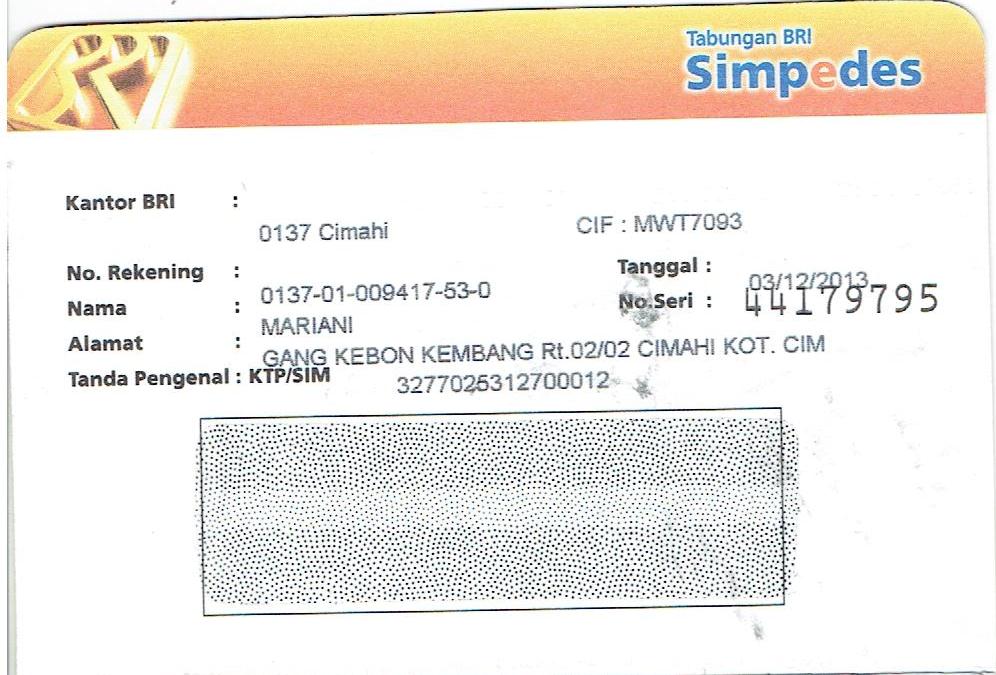 BRI
Tabungan BRI
Simpedes
Kantor BRI :
0137 Cimahi CIF : MWT7093
No. Rekening : 0137-01-009417-53-0 Tanggal : 03/12/2013
Nama : MARIANI No.Seri : 44179795
Alamat : GANG KEBON KEMBANG Rt.02/02 CIMAHI KOT. CIM
Tanda Pengenal : KTP/SIM 3277025312700012